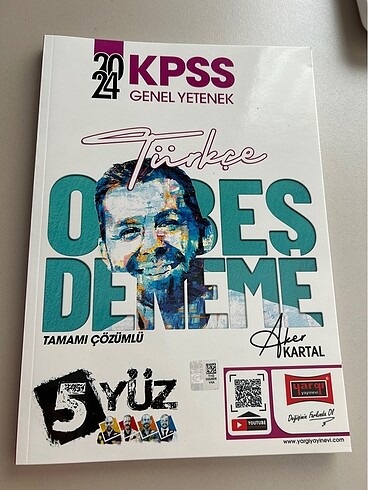 2024 KPSS
GENEL YETENEK
Türkçe
ON BEŞ
DENEME
TAMAMI ÇÖZÜMLÜ
Aker
KARTAL
5 YÜZ
YOUTUBE
yargı
yayınevi
Değişimin Farkında Ol
www.yargiyayinevi.com